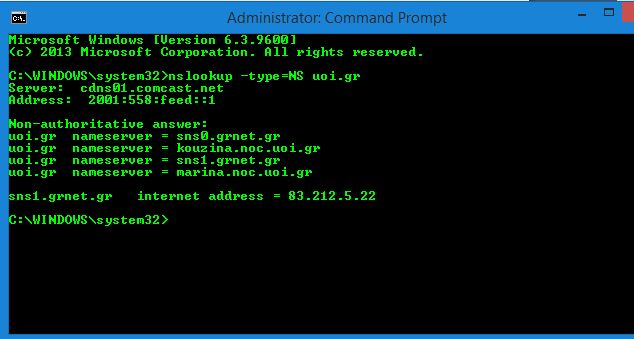 Administrator: Command Prompt
C:\.
Microsoft Windows [Version 6.3.9600]
(c) 2013 Microsoft Corporation. All rights reserved.
C:\WINDOWS\system32>nslookup -type=NS uoi.gr
Server:  cdns01.comcast.net
Address:  2001:558:feed::1
Non-authoritative answer:
uoi.gr  nameserver = sns0.grnet.gr
uoi.gr  nameserver = kouzina.noc.uoi.gr
uoi.gr  nameserver = sns1.grnet.gr
uoi.gr  nameserver = marina.noc.uoi.gr
sns1.grnet.gr   internet address = 83.212.5.22
C:\WINDOWS\system32>